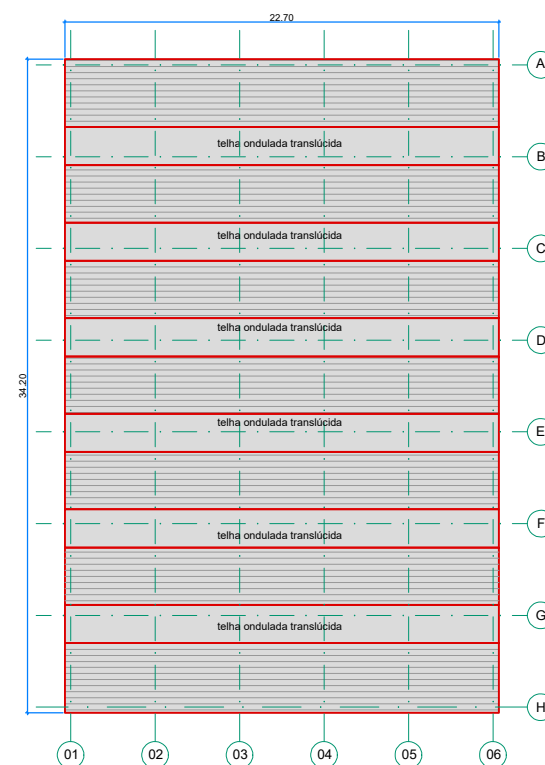 22.70
A
telha ondulada translúcida
B
telha ondulada translúcida
C
telha ondulada translúcida
D
34.20
telha ondulada translúcida
E
telha ondulada translúcida
F
telha ondulada translúcida
G
H
01 02 03 04 05 06